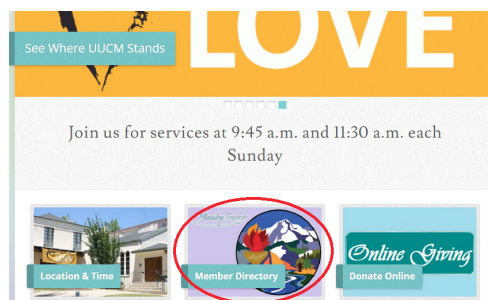 LOVE
See Where UUCM Stands
Join us for services at 9:45 a.m. and 11:30 a.m. each
Sunday
Location & Time
Member Directory
Online Giving
Donate Online